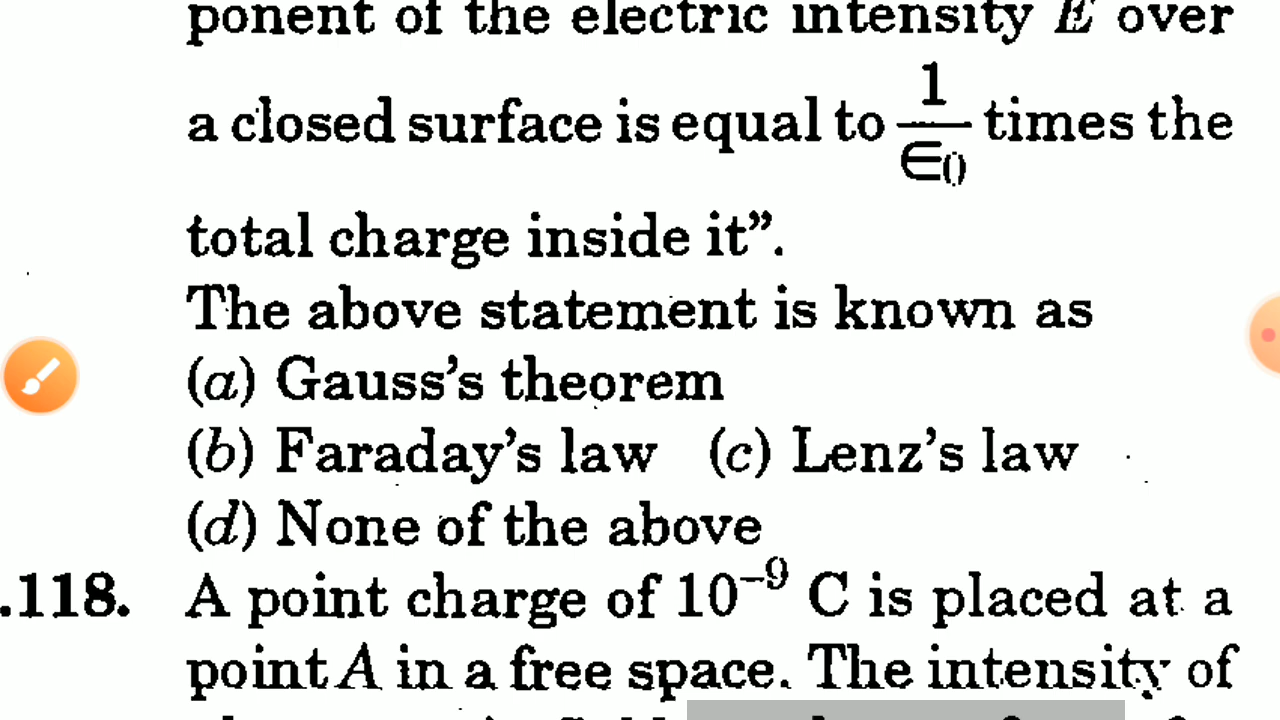 ponent of the electric intensity E over
a closed surface is equal to 1/∈0 times the
total charge inside it”.
The above statement is known as
(a) Gauss’s theorem
(b) Faraday’s law (c) Lenz’s law
(d) None of the above
.118. A point charge of 10⁻⁹ C is placed at a
point A in a free space. The intensity of